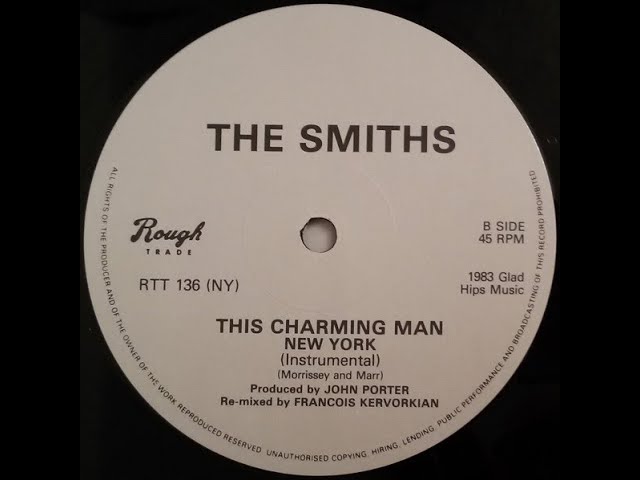 THE SMITHS
Rough
TRADE
RTT 136 (NY)
B SIDE
45 RPM
1983 Glad
Hips Music
THIS CHARMING MAN
NEW YORK
(Instrumental)
(Morrissey and Marr)
Produced by JOHN PORTER
Re-mixed by FRANCOIS KERVORKIAN
ALL RIGHTS OF THE PRODUCER AND OF THE OWNER OF THE WORK REPRODUCED RESERVED. UNAUTHORISED COPYING, HIRING, LENDING, PUBLIC PERFORMANCE AND BROADCASTING OF THIS RECORD PROHIBITED